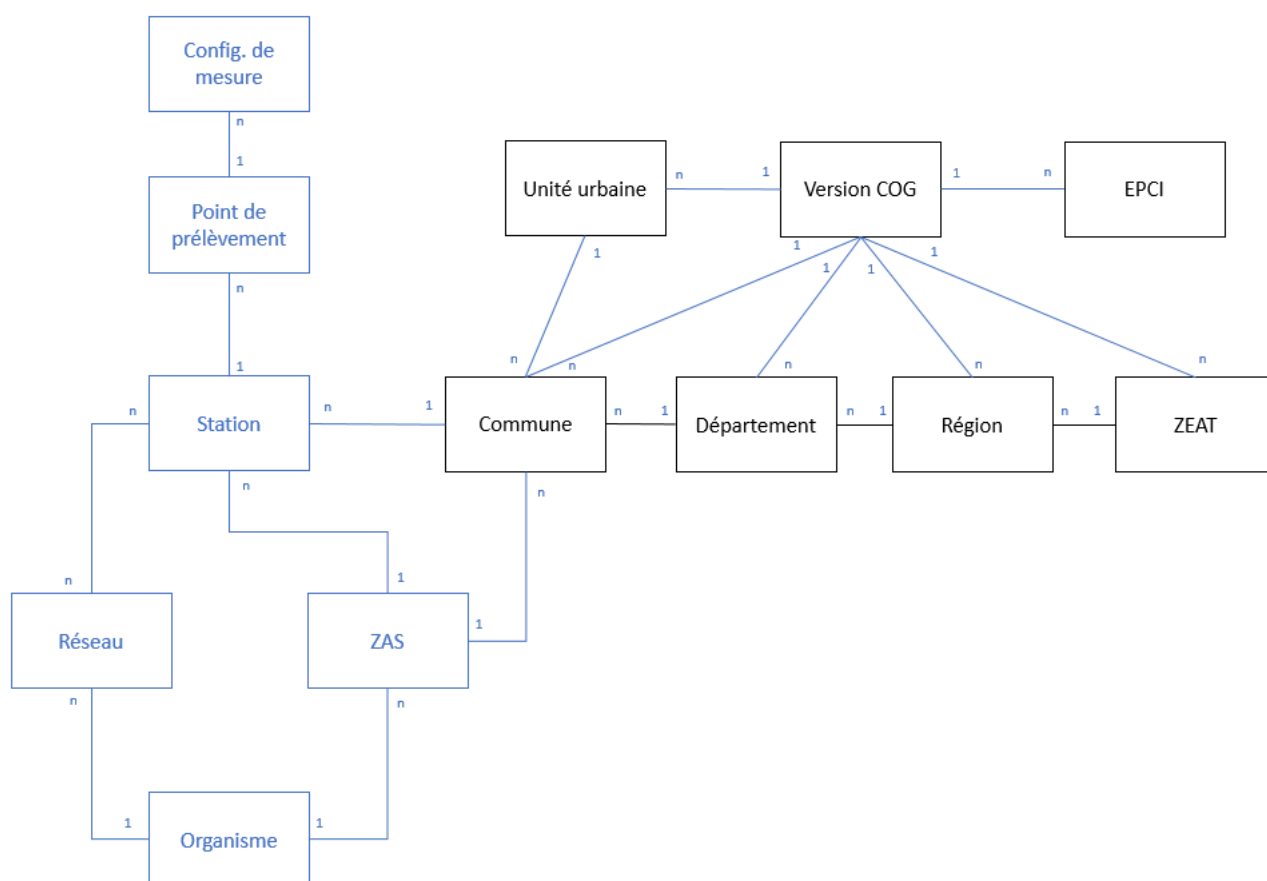 Config. de
mesure
n
1
Unité urbaine
n
1
Version COG
1
n
EPCI
Point de
prélèvement
n
1
1
1
1
1
1
n
n
n
n
n
Station
n
1
Commune
n
1
Département
n
1
Région
n
1
ZEAT
n
n
n
n
1
Réseau
ZAS
1
n
n
1
Organisme
1